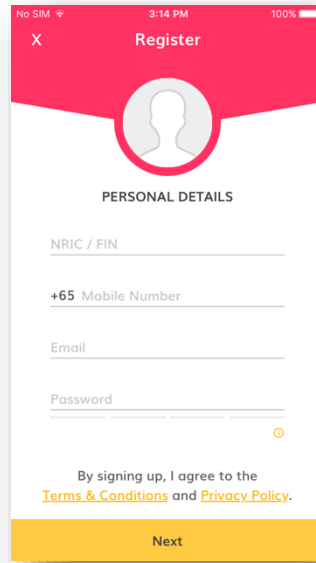 No SIM 3:14 PM 100%
X Register
PERSONAL DETAILS
NRIC / FIN
+65 Mobile Number
Email
Password
By signing up, I agree to the
Terms & Conditions and Privacy Policy.
Next